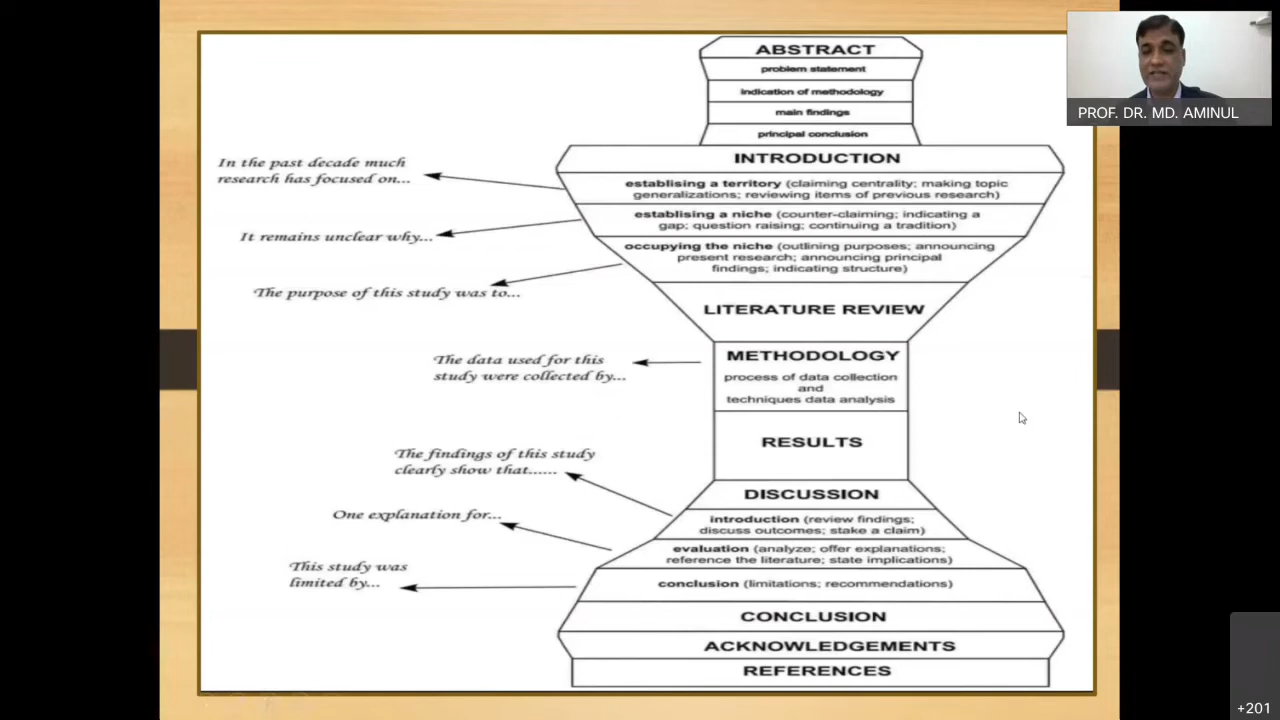 ABSTRACT
problem statement
indication of methodology
main findings
principal conclusion
INTRODUCTION
In the past decade much
research has focused on...
establising a territory (claiming centrality; making topic
generalizations; reviewing items of previous research)
It remains unclear why...
establising a niche (counter-claiming; indicating a
gap; question raising; continuing a tradition)
The purpose of this study was to...
occupying the niche (outlining purposes; announcing
present research; announcing principal
findings; indicating structure)
LITERATURE REVIEW
The data used for this
study were collected by...
METHODOLOGY
process of data collection
and
techniques data analysis
RESULTS
The findings of this study
clearly show that......
DISCUSSION
introduction (review findings;
discuss outcomes; stake a claim)
One explanation for...
evaluation (analyze; offer explanations;
reference the literature; state implications)
This study was
limited by...
conclusion (limitations; recommendations)
CONCLUSION
ACKNOWLEDGEMENTS
REFERENCES
PROF. DR. MD. AMINUL
+201